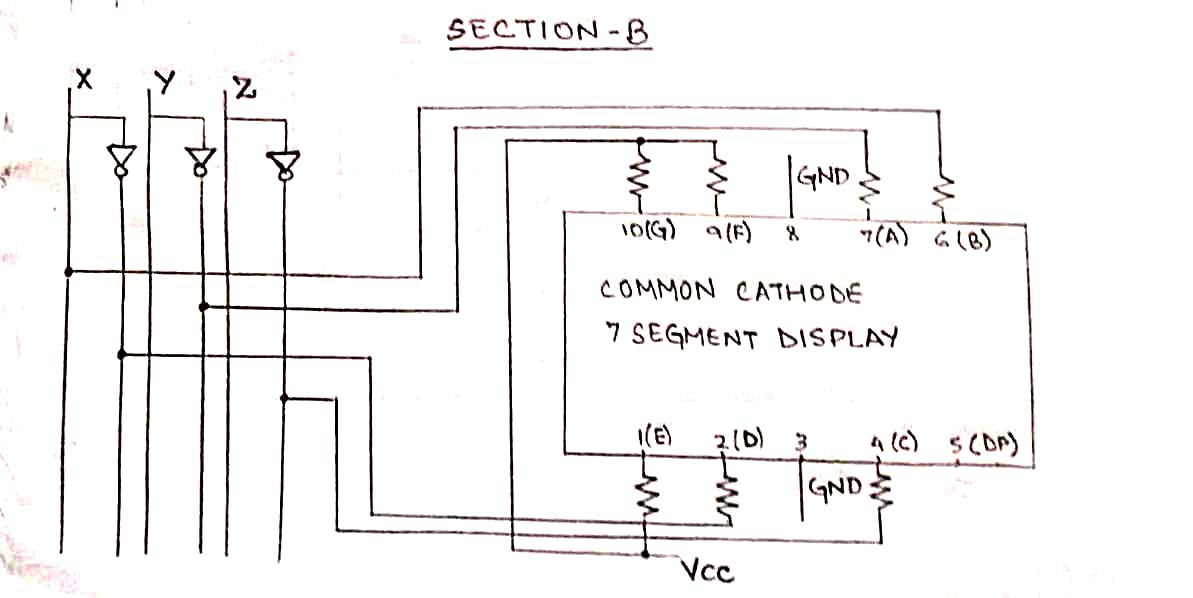 SECTION-B
X Y Z
GND
10(G) 9(F) 8 7(A) 6(B)
COMMON CATHODE
7 SEGMENT DISPLAY
1(E) 2(D) 3 4(C) 5(DP)
GND
Vcc